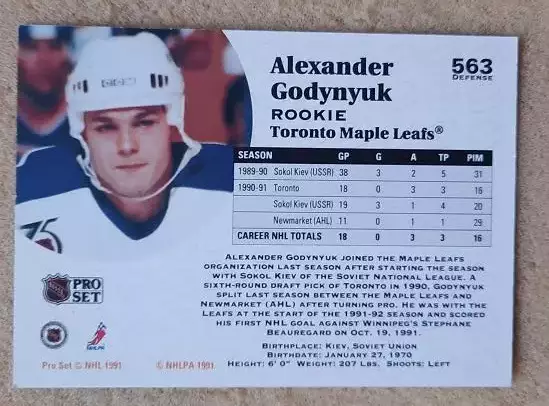 Alexander
Godynyuk
563
DEFENSE
ROOKIE
Toronto Maple Leafs®
SEASON GP G A TP PIM
1989-90 Sokol Kiev (USSR) 38 3 2 5 31
1990-91 Toronto 18 0 3 3 16
Sokol Kiev (USSR) 19 3 1 4 20
Newmarket (AHL) 11 0 1 1 29
CAREER NHL TOTALS 18 0 3 3 16
ALEXANDER GODYNYUK JOINED THE MAPLE LEAFS
ORGANIZATION LAST SEASON AFTER STARTING THE SEASON
WITH SOKOL KIEV OF THE SOVIET NATIONAL LEAGUE. A
SIXTH-ROUND DRAFT PICK OF TORONTO IN 1990, GODYNYUK
SPLIT LAST SEASON BETWEEN THE MAPLE LEAFS AND
NEWMARKET (AHL) AFTER TURNING PRO. HE WAS WITH THE
LEAFS AT THE START OF THE 1991-92 SEASON AND SCORED
HIS FIRST NHL GOAL AGAINST WINNIPEG'S STEPHANE
BEAUREGARD ON OCT. 19, 1991.
BIRTHPLACE: KIEV, SOVIET UNION
BIRTHDATE: JANUARY 27, 1970
HEIGHT: 6' 0" WEIGHT: 207 LBS. SHOOTS: LEFT
75
NHL
PRO
SET
NHL
NHLPA
Pro Set © NHL 1991
© NHLPA 1991